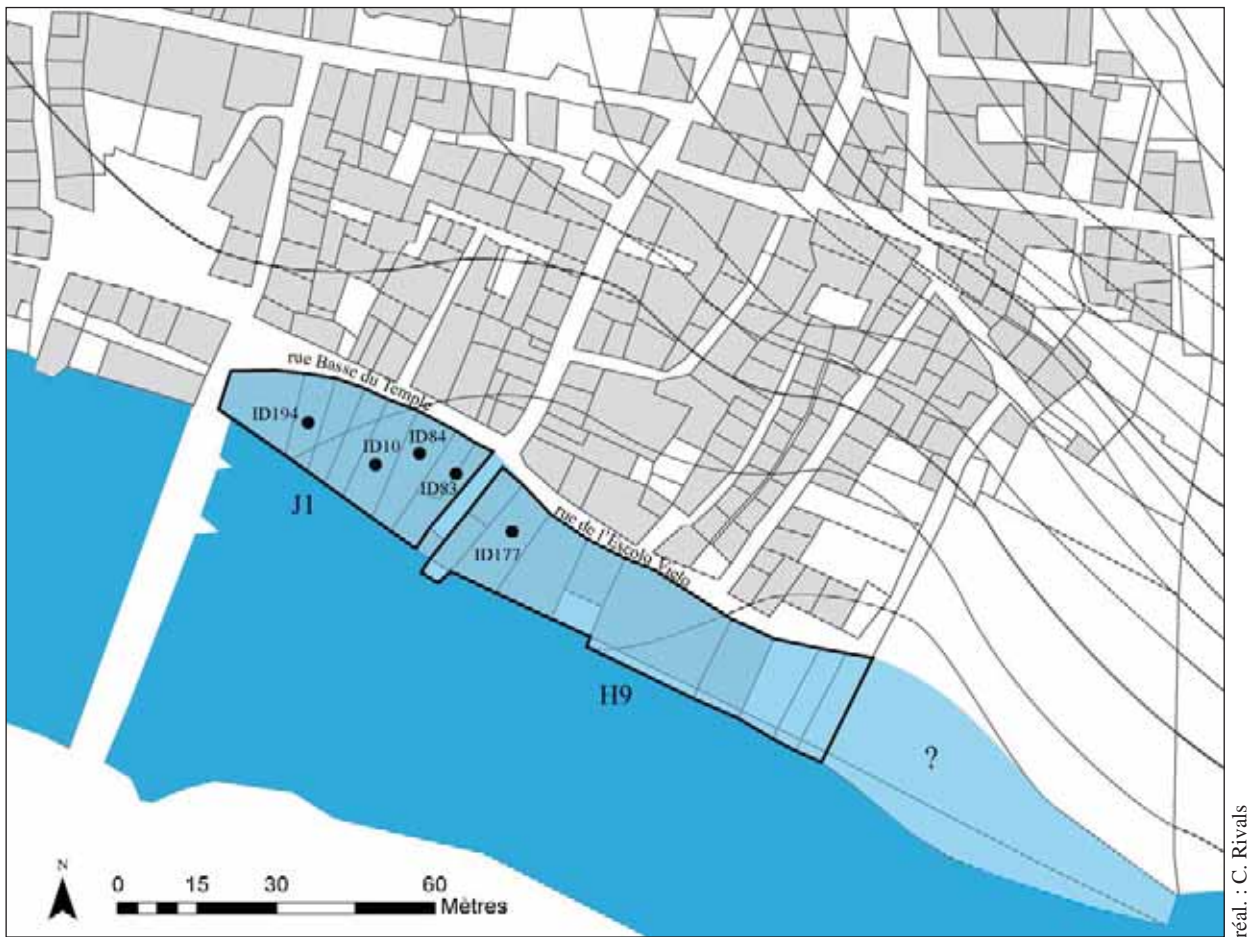 rue Basse du Temple
ID194
ID84
ID10
ID83
J1
ID177
rue de l'Escolo Vielo
H9
?
N
0 15 30 60
Mètres
réal. : C. Rivals